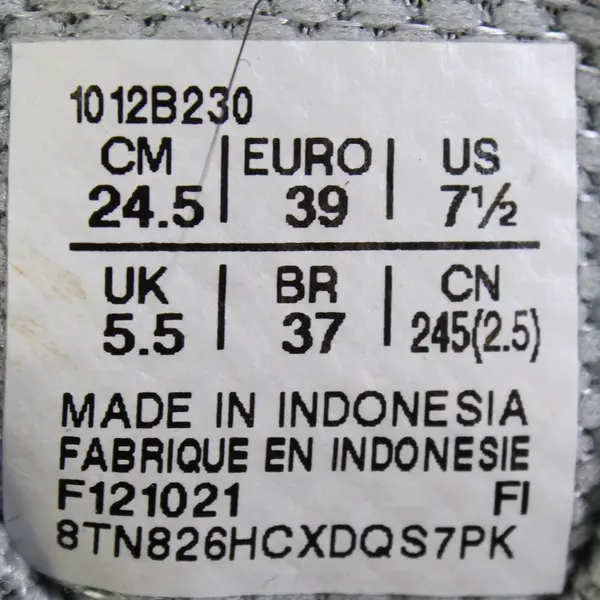 1012B230
CM | EURO | US
24.5 | 39 | 7½
UK | BR | CN
5.5 | 37 | 245(2.5)
MADE IN INDONESIA
FABRIQUE EN INDONESIE
F121021 FI
8TN826HCXDQS7PK